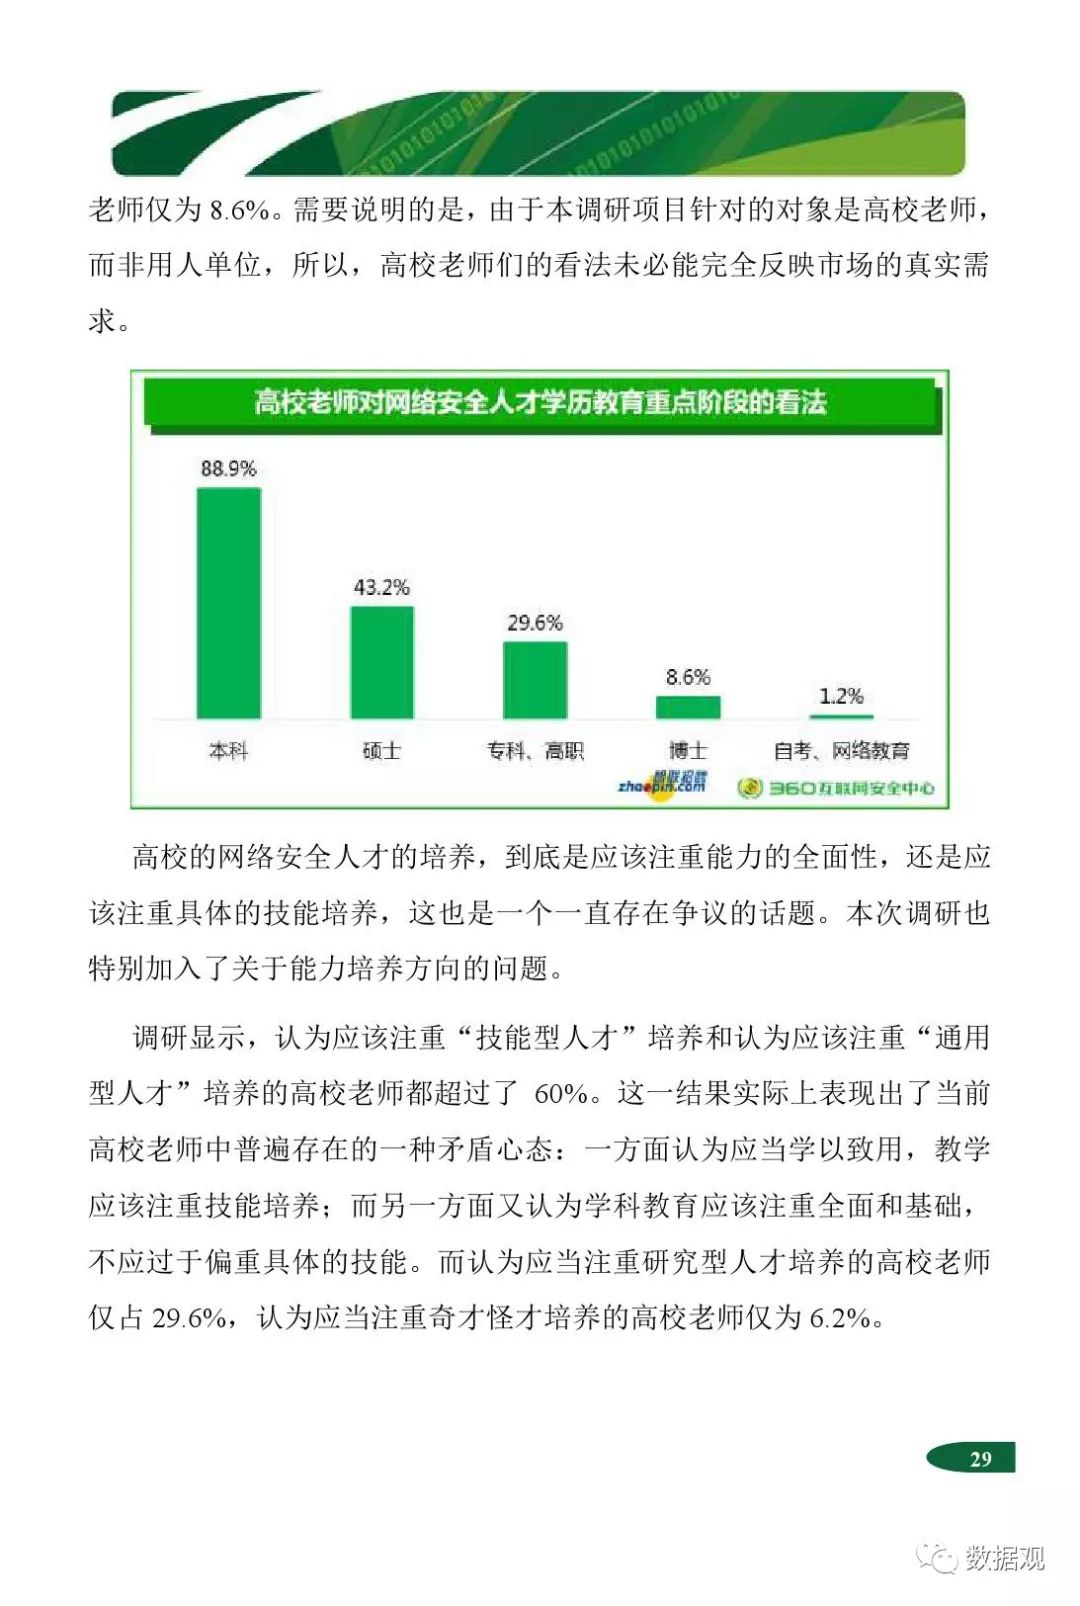 老师仅为 8.6%。需要说明的是，由于本调研项目针对的对象是高校老师，
而非用人单位，所以，高校老师们的看法未必能完全反映市场的真实需
求。
高校老师对网络安全人才学历教育重点阶段的看法
88.9%
43.2%
29.6%
8.6%
1.2%
本科
硕士
专科、高职
博士
自考、网络教育
智联招聘
zhaopin.com
360互联网安全中心
高校的网络安全人才的培养，到底是应该注重能力的全面性，还是应
该注重具体的技能培养，这也是一个一直存在争议的话题。本次调研也
特别加入了关于能力培养方向的问题。
调研显示，认为应该注重“技能型人才”培养和认为应该注重“通用
型人才”培养的高校老师都超过了 60%。这一结果实际上表现出了当前
高校老师中普遍存在的一种矛盾心态：一方面认为应当学以致用，教学
应该注重技能培养；而另一方面又认为学科教育应该注重全面和基础，
不应过于偏重具体的技能。而认为应当注重研究型人才培养的高校老师
仅占 29.6%，认为应当注重奇才怪才培养的高校老师仅为 6.2%。
29
数据观